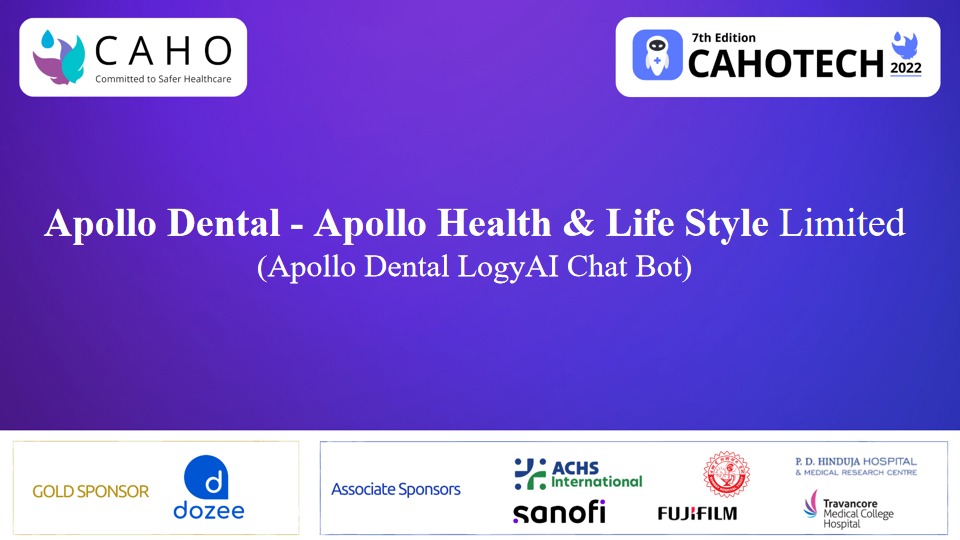 CAHO
Committed to Safer Healthcare
7th Edition
CAHOTECH
2022
Apollo Dental - Apollo Health & Life Style Limited
(Apollo Dental LogyAI Chat Bot)
GOLD SPONSOR
d
dozee
Associate Sponsors
ACHS
International
sanofi
FUJIFILM
P. D. HINDUJA HOSPITAL
& MEDICAL RESEARCH CENTRE
Travancore
Medical College
Hospital